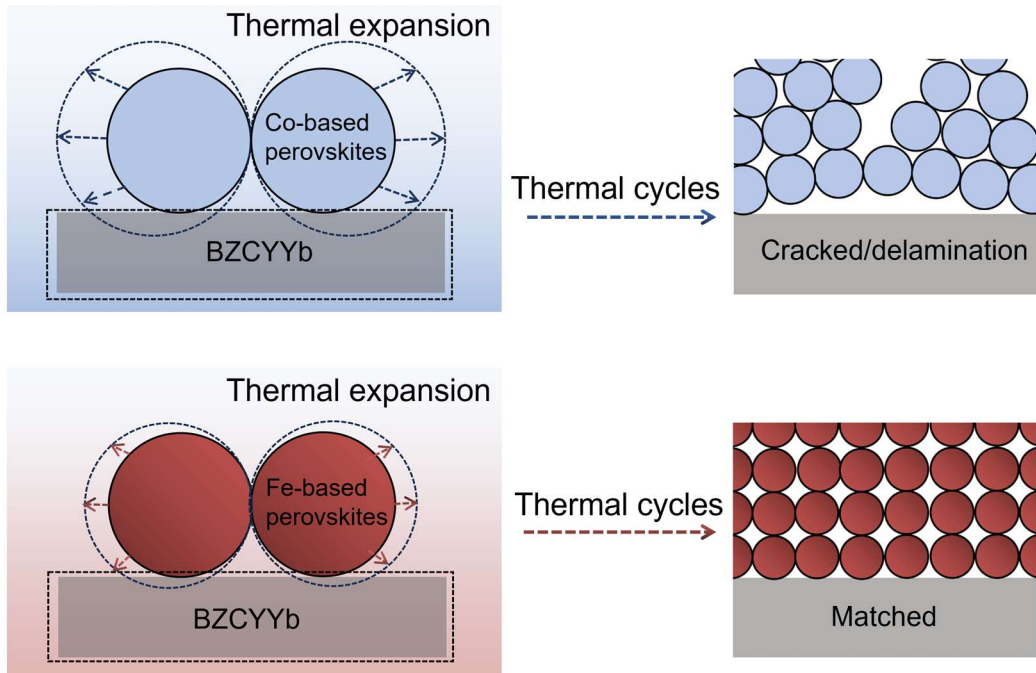 Thermal expansion
Co-based
perovskites
BZCYYb
Thermal cycles
Cracked/delamination
Thermal expansion
Fe-based
perovskites
BZCYYb
Thermal cycles
Matched